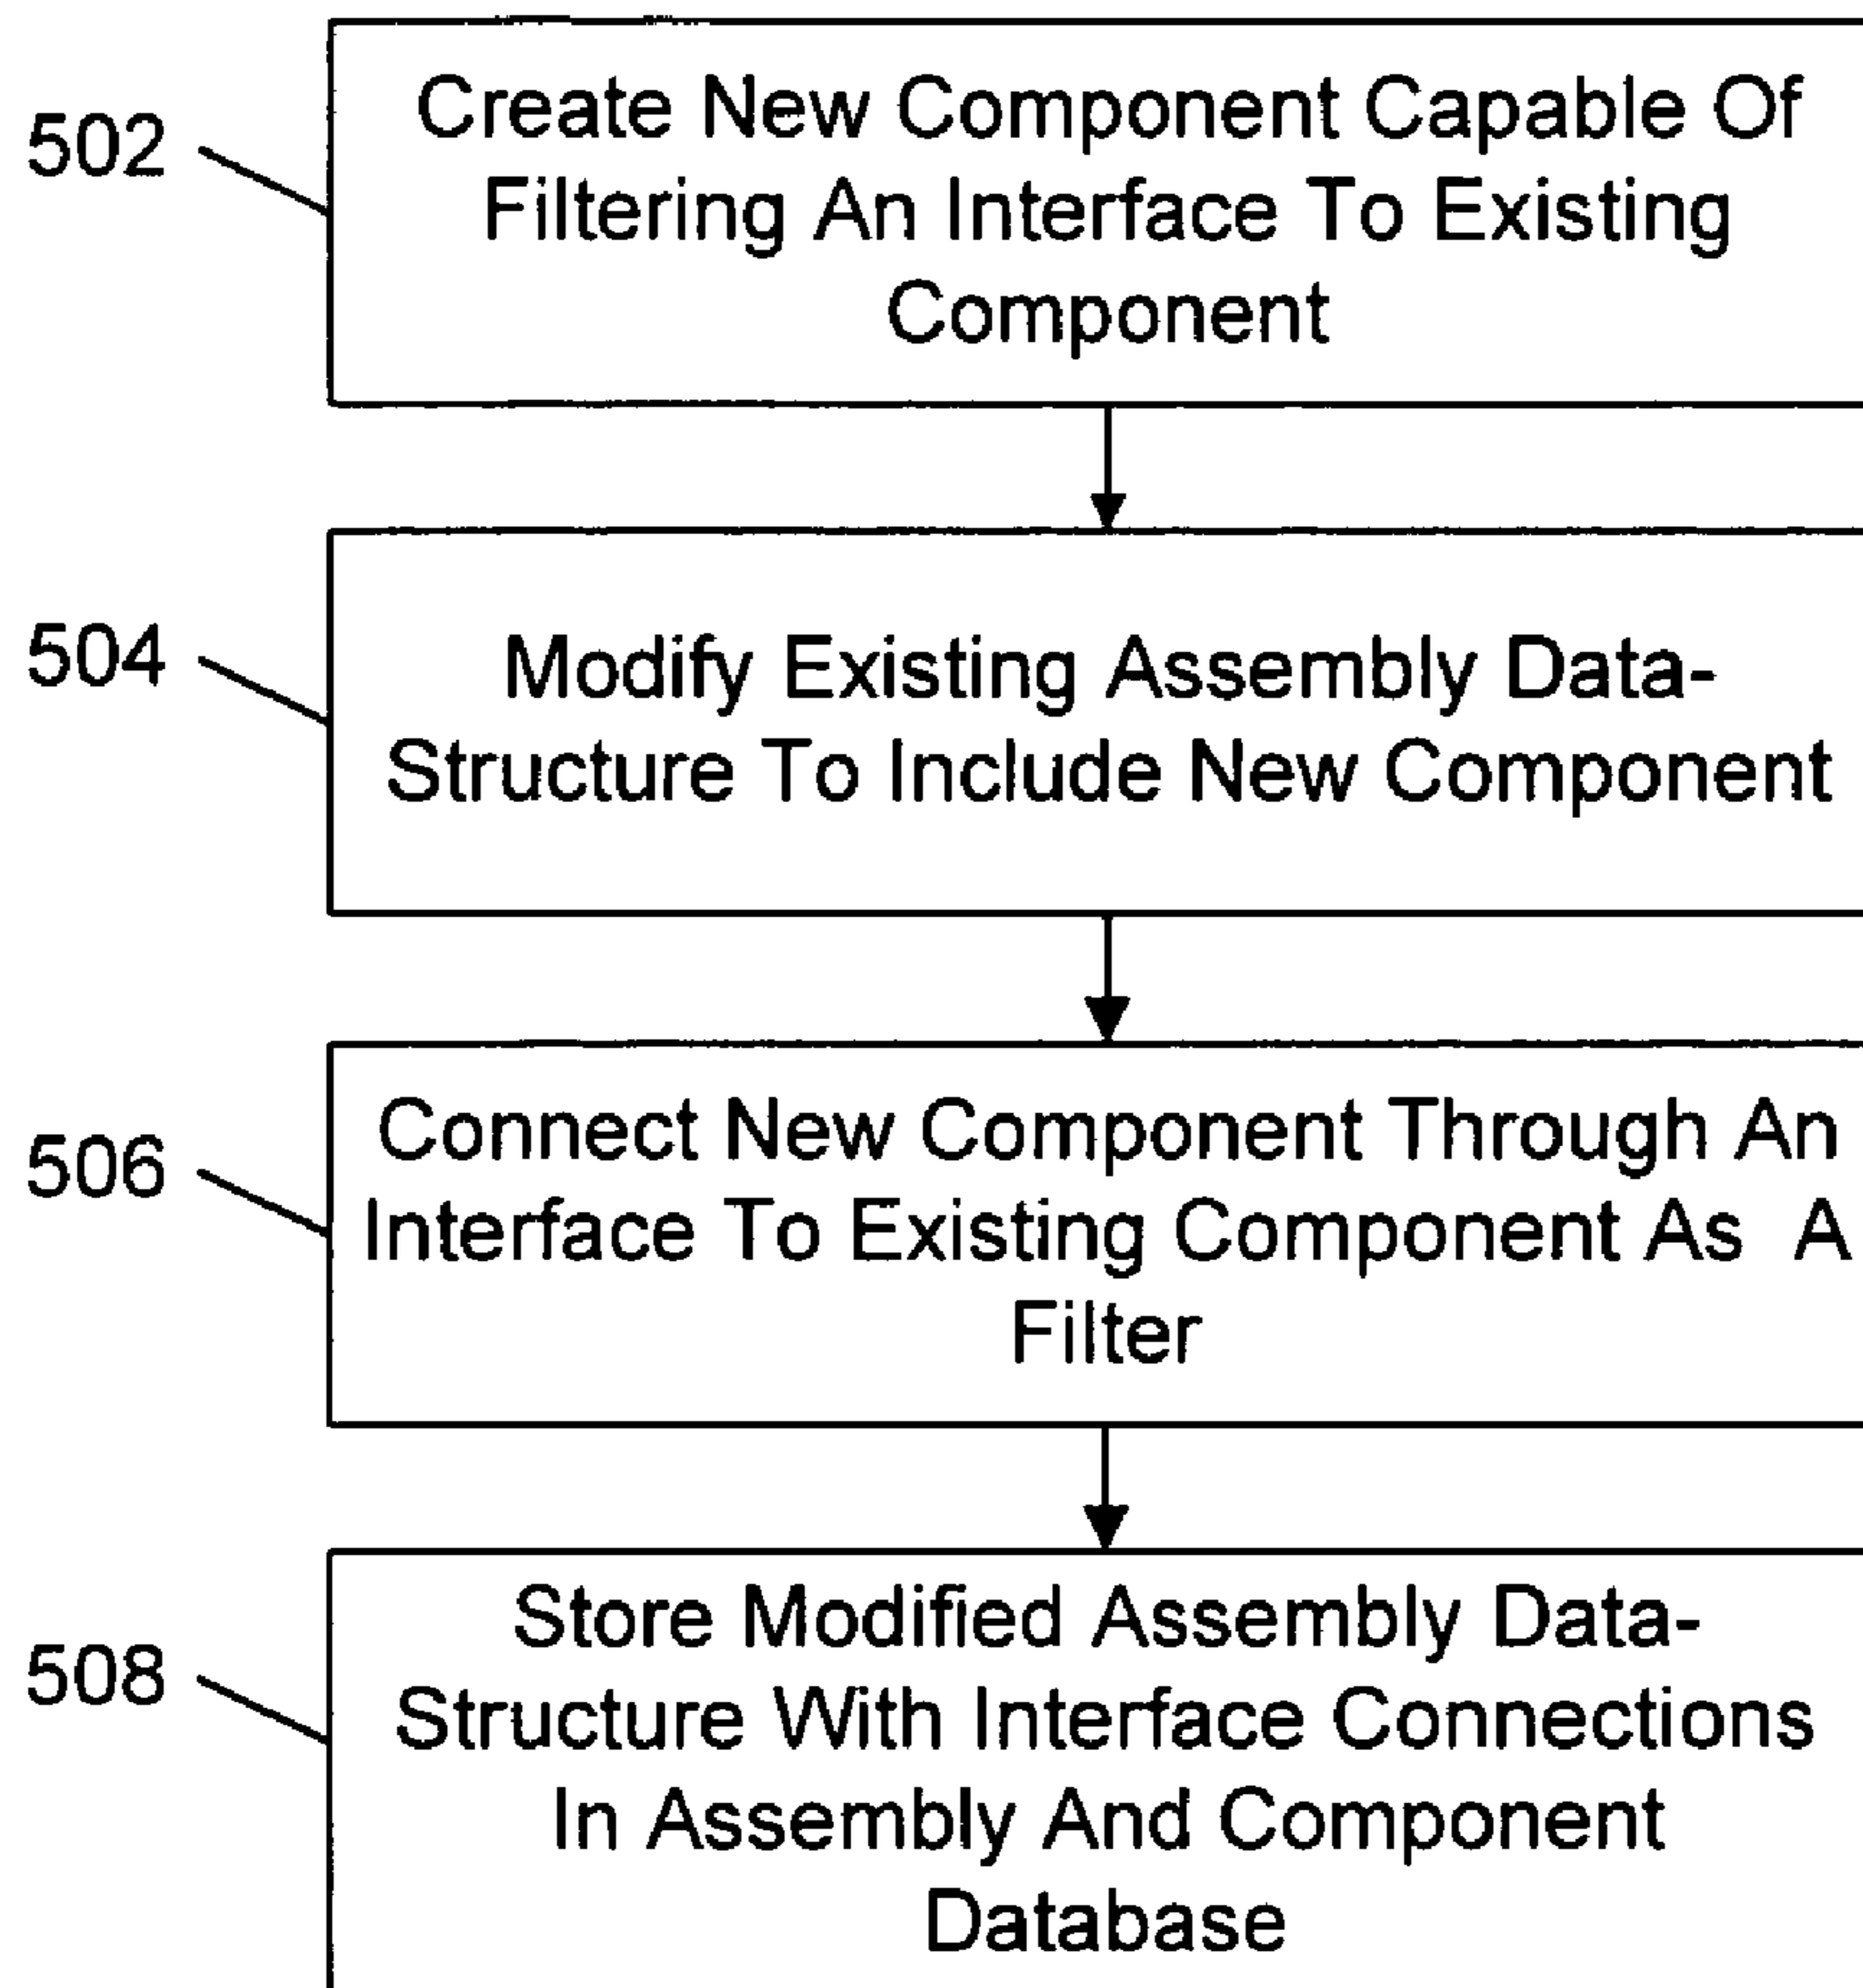 502
Create New Component Capable Of
Filtering An Interface To Existing
Component
504
Modify Existing Assembly Data-
Structure To Include New Component
506
Connect New Component Through An
Interface To Existing Component As A
Filter
508
Store Modified Assembly Data-
Structure With Interface Connections
In Assembly And Component
Database